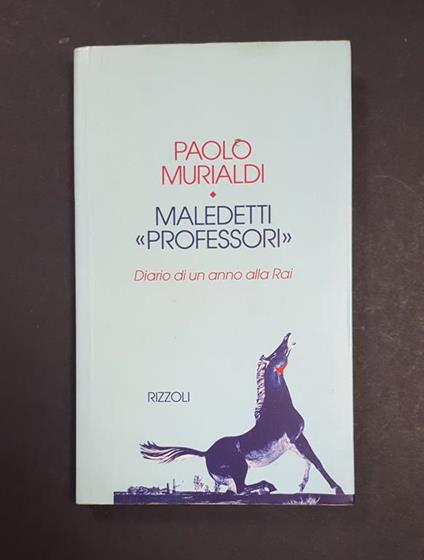 PAOLO
MURIALDI
MALEDETTI
«PROFESSORI»
Diario di un anno alla Rai
RIZZOLI